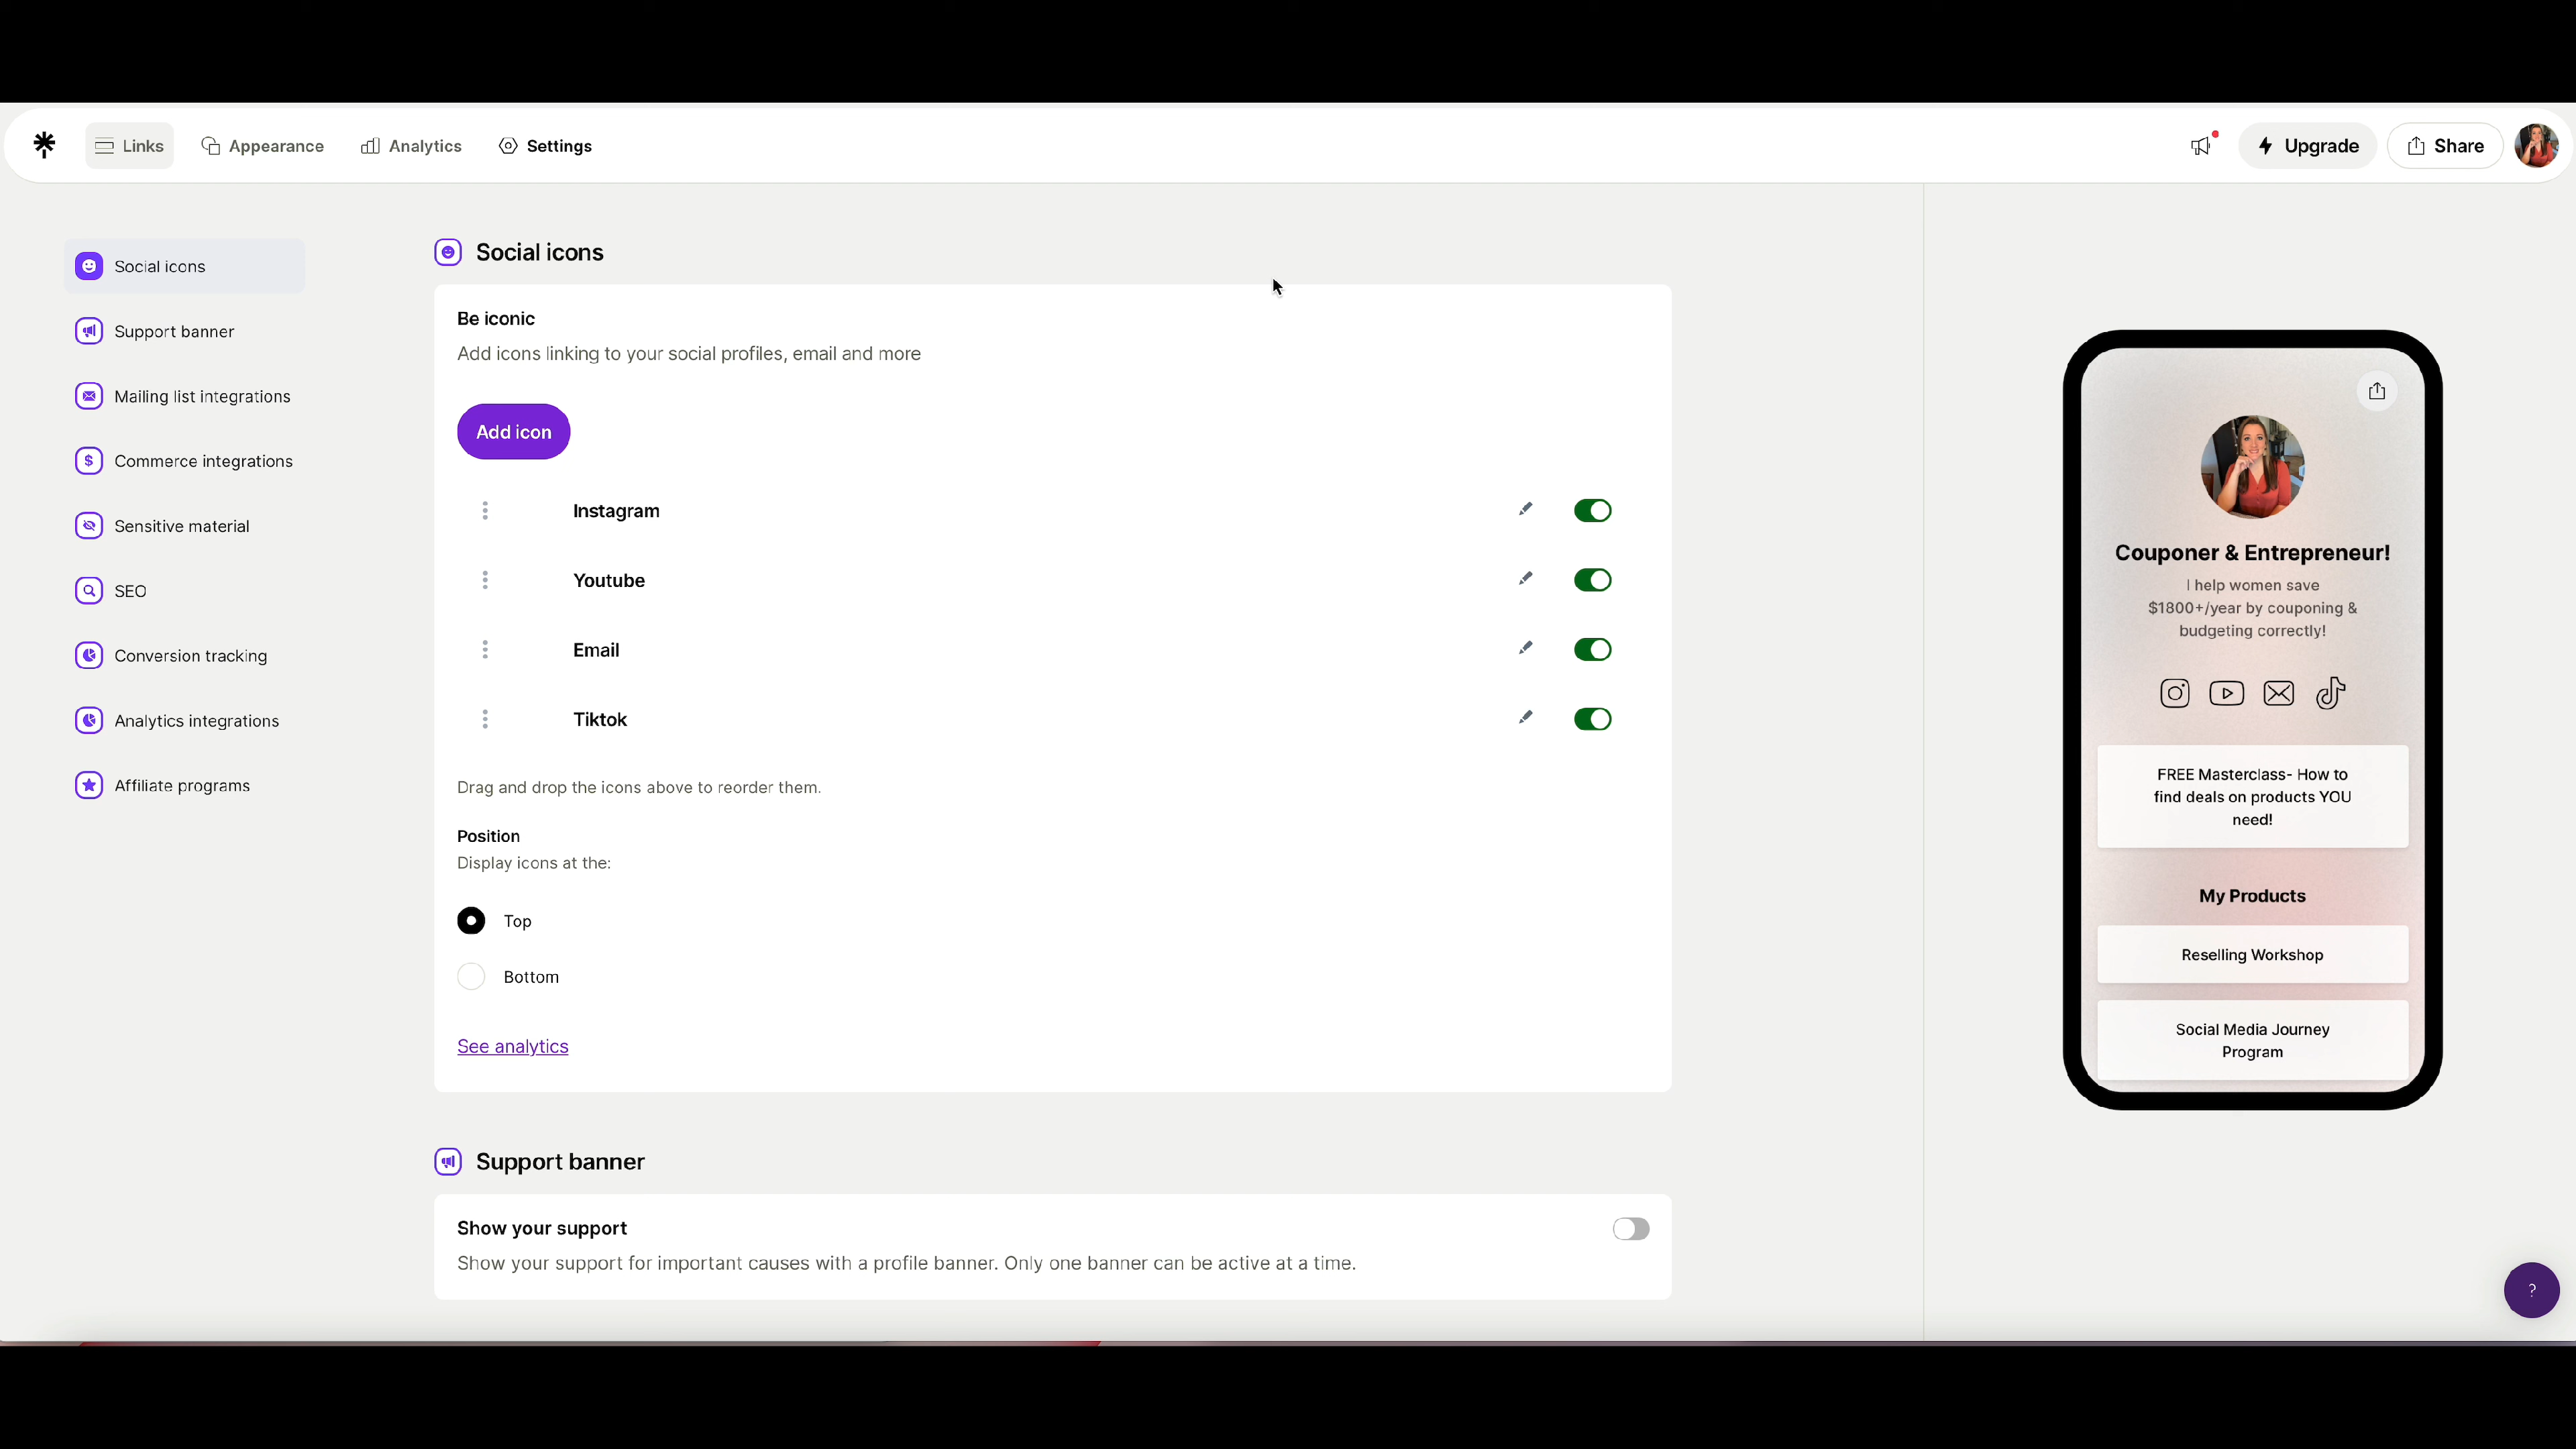 Links
Appearance
Analytics
Settings
Upgrade
Share
Social icons
Support banner
Mailing list integrations
Commerce integrations
Sensitive material
SEO
Conversion tracking
Analytics integrations
Affiliate programs
Social icons
Be iconic
Add icons linking to your social profiles, email and more
Add icon
Instagram
Youtube
Email
Tiktok
Drag and drop the icons above to reorder them.
Position
Display icons at the:
Top
Bottom
See analytics
Support banner
Show your support
Show your support for important causes with a profile banner. Only one banner can be active at a time.
Couponer & Entrepreneur!
I help women save
$1800+/year by couponing &
budgeting correctly!
FREE Masterclass- How to
find deals on products YOU
need!
My Products
Reselling Workshop
Social Media Journey
Program
?